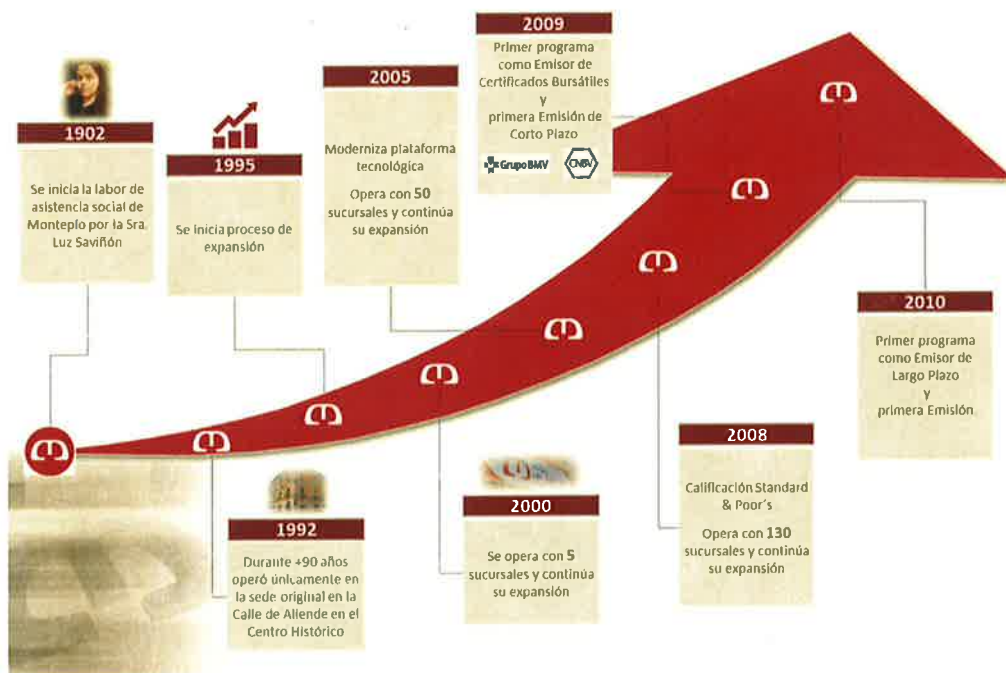 1902
Se inicia la labor de
asistencia social de
Montepío por la Sra.
Luz Saviñón
1995
Se inicia proceso de
expansión
2005
Moderniza plataforma
tecnológica
Opera con 50
sucursales y continúa
su expansión
2009
Primer programa
como Emisor de
Certificados Bursátiles
y
primera Emisión de
Corto Plazo
Grupo BMV
CNBV
2010
Primer programa
como Emisor de
Largo Plazo
y
primera Emisión
1992
Durante +90 años
operó únicamente en
la sede original en la
Calle de Allende en el
Centro Histórico
2000
Se opera con 5
sucursales y continúa
su expansión
2008
Calificación Standard
& Poor´s
Opera con 130
sucursales y continúa
su expansión